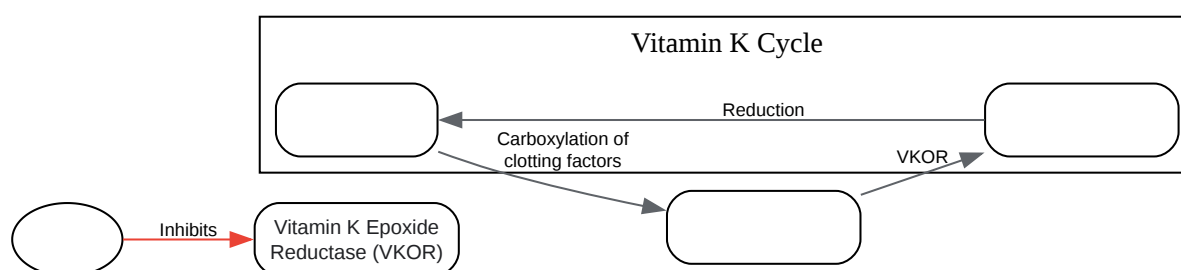 Vitamin K Cycle
Reduction
Carboxylation of
clotting factors
VKOR
Inhibits
Vitamin K Epoxide
Reductase (VKOR)